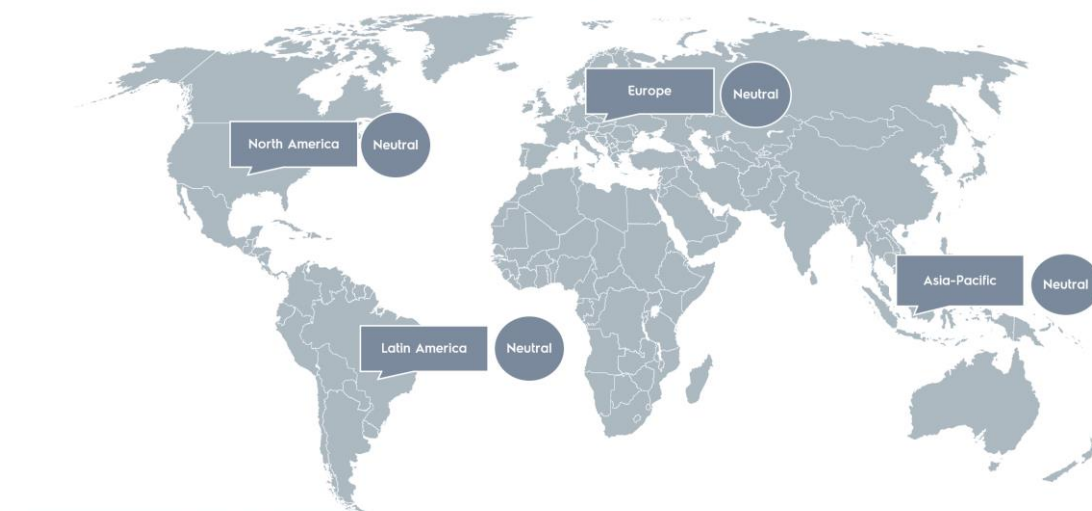 Europe
Neutral
North America
Neutral
Asia-Pacific
Neutral
Latin America
Neutral